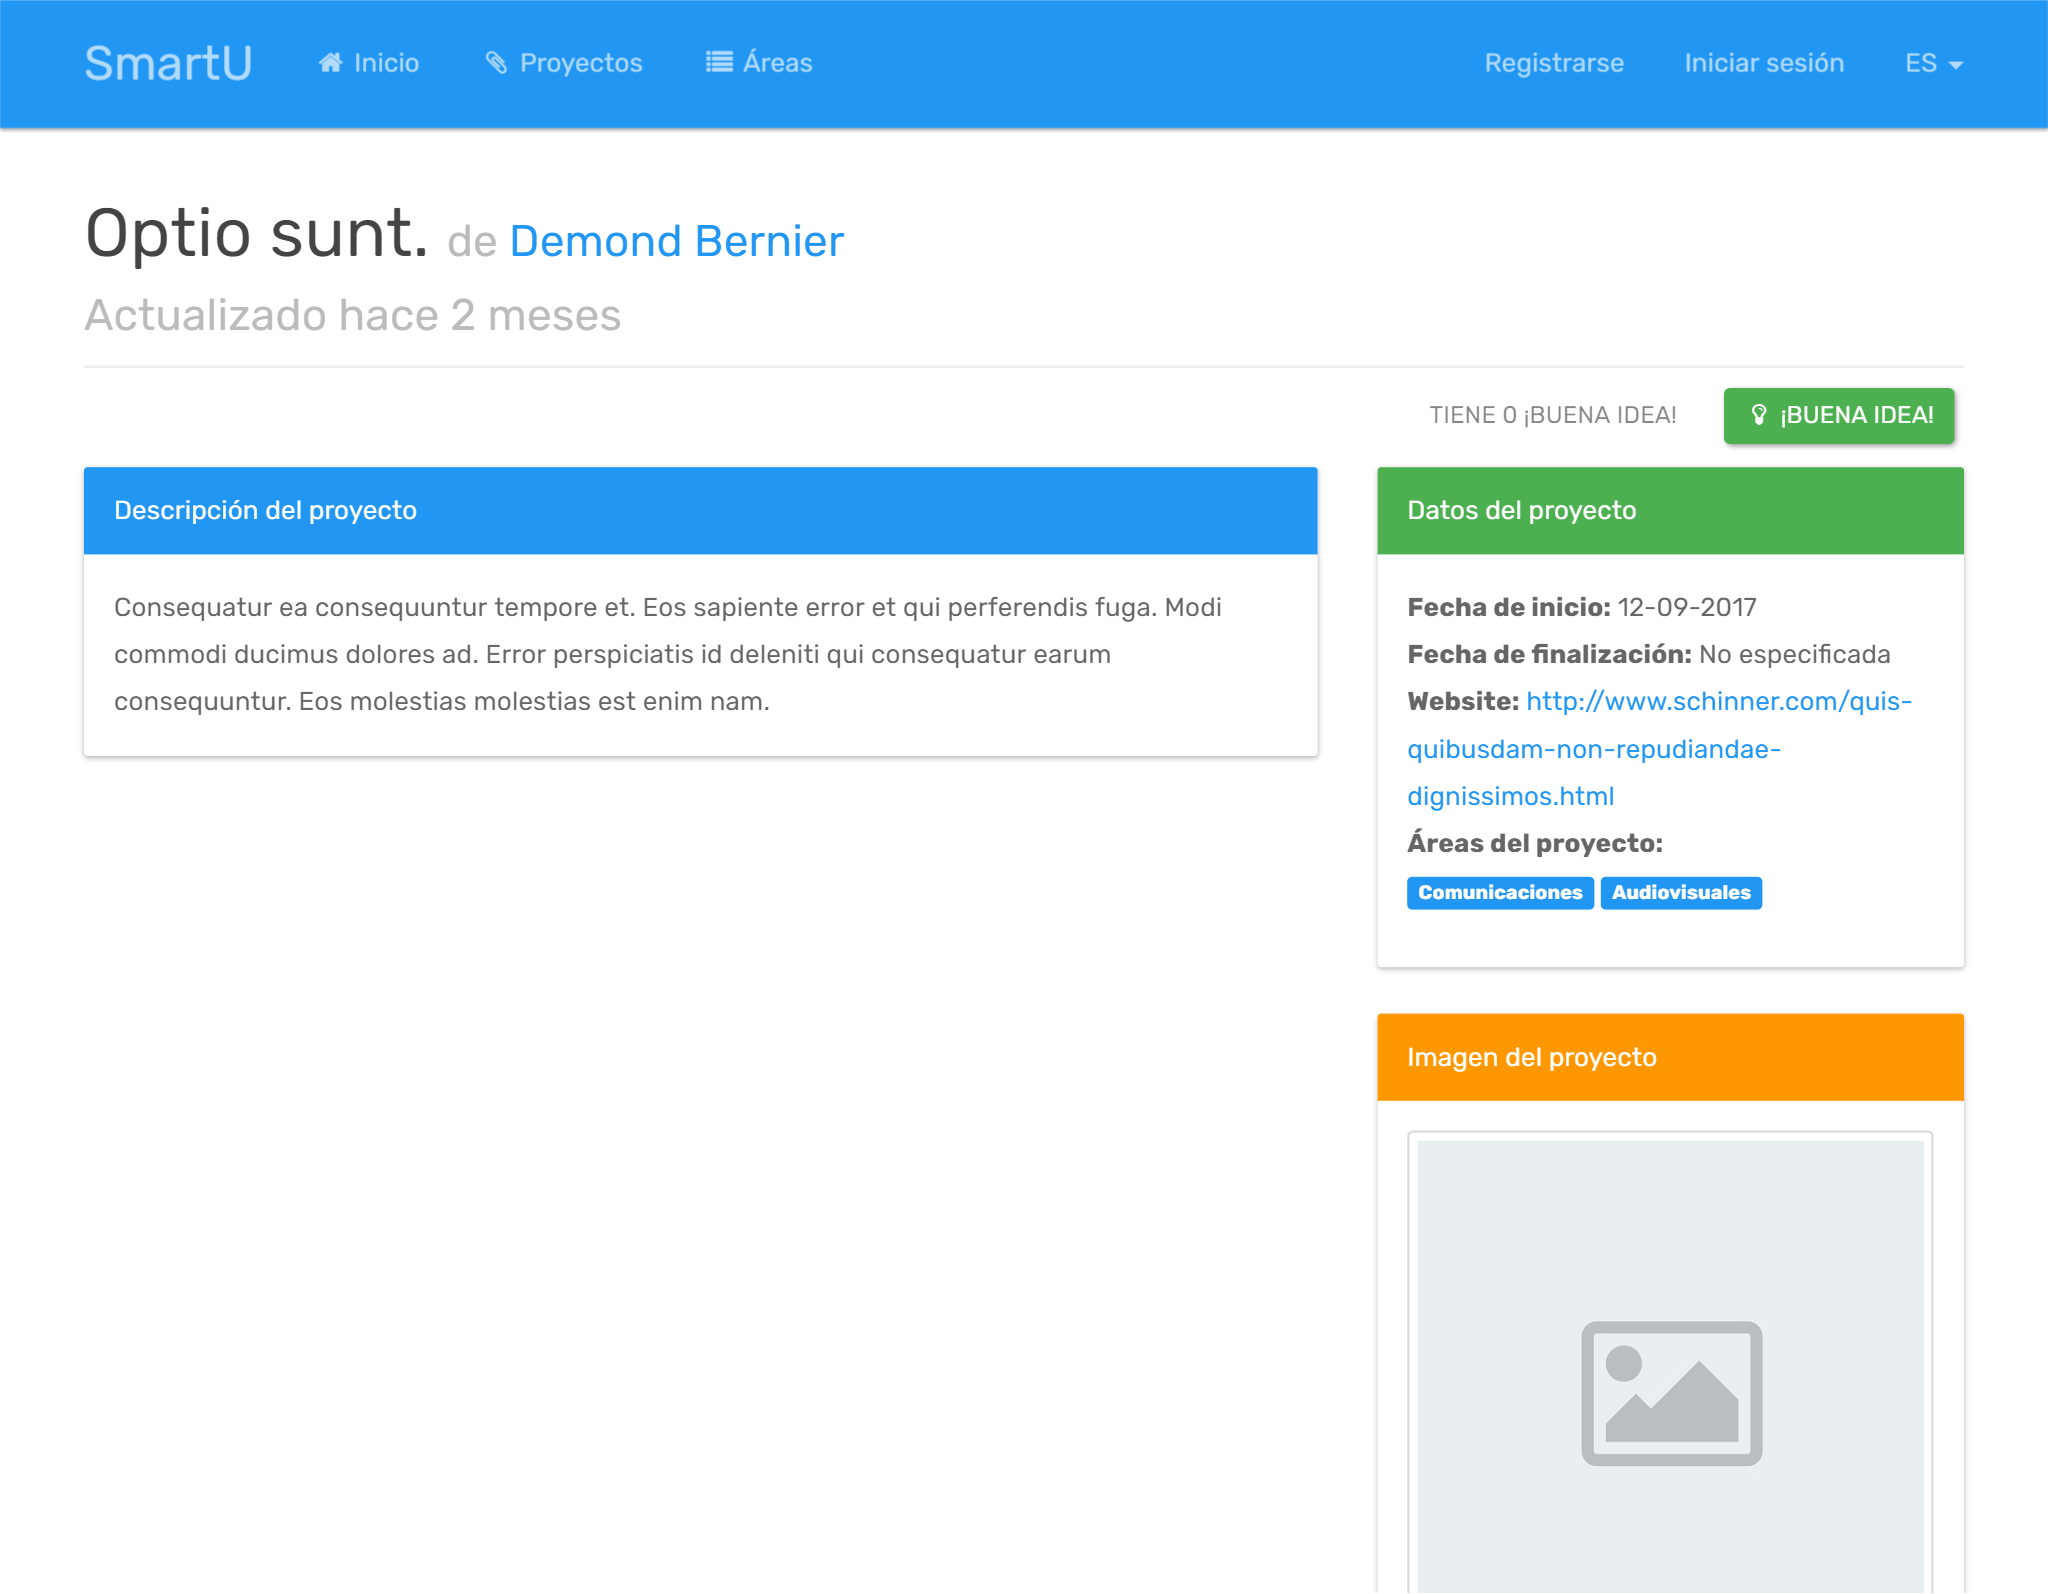 SmartU Inicio Proyectos Áreas Registrarse Iniciar sesión ES
Optio sunt. de Demond Bernier
Actualizado hace 2 meses
TIENE 0 ¡BUENA IDEA! ¡BUENA IDEA!
Descripción del proyecto
Consequatur ea consequuntur tempore et. Eos sapiente error et qui perferendis fuga. Modi
commodi ducimus dolores ad. Error perspiciatis id deleniti qui consequatur earum
consequuntur. Eos molestias molestias est enim nam.
Datos del proyecto
Fecha de inicio: 12-09-2017
Fecha de finalización: No especificada
Website: http://www.schinner.com/quis-
quibusdam-non-repudiandae-
dignissimos.html
Áreas del proyecto:
Comunicaciones Audiovisuales
Imagen del proyecto